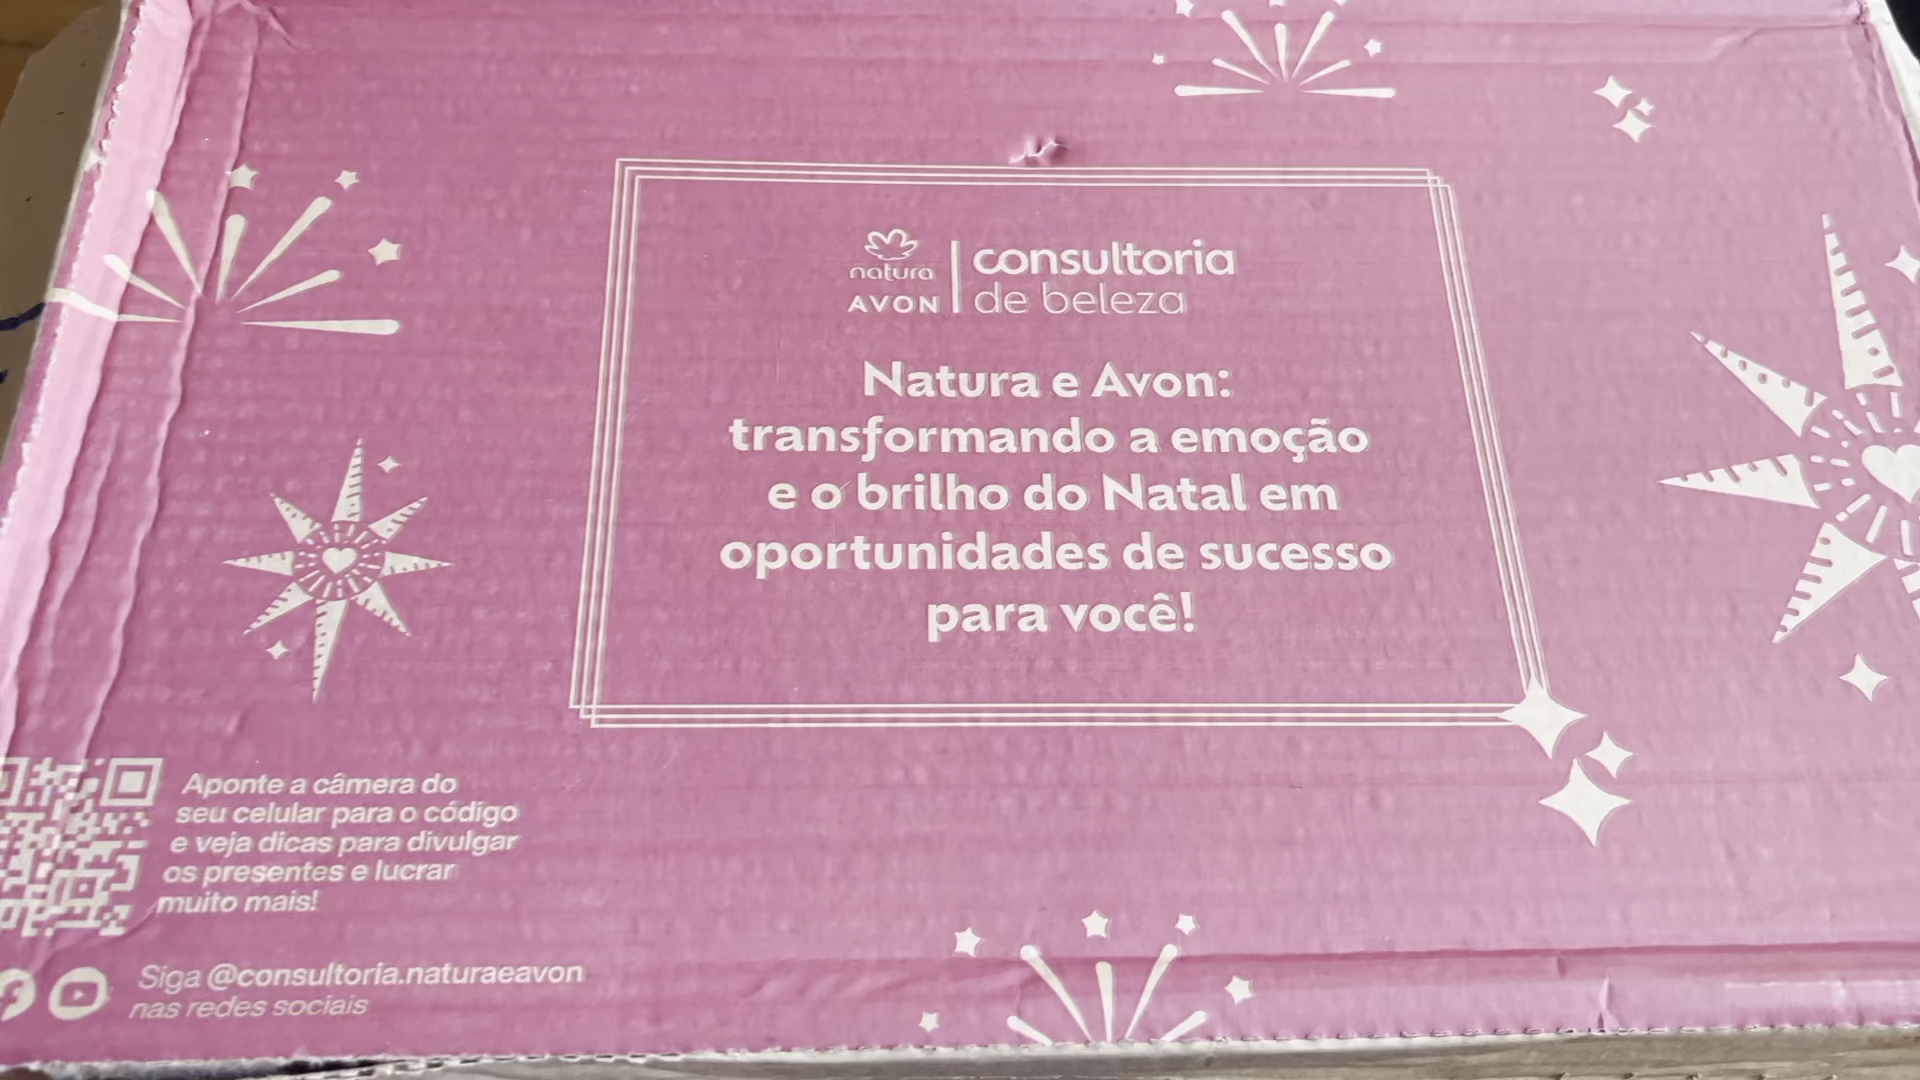 natura
AVON
consultoria
de beleza
Natura e Avon:
transformando a emoção
e o brilho do Natal em
oportunidades de sucesso
para você!
Aponte a câmera do
seu celular para o código
e veja dicas para divulgar
os presentes e lucrar
muito mais!
Siga @consultoria.naturaeavon
nas redes sociais